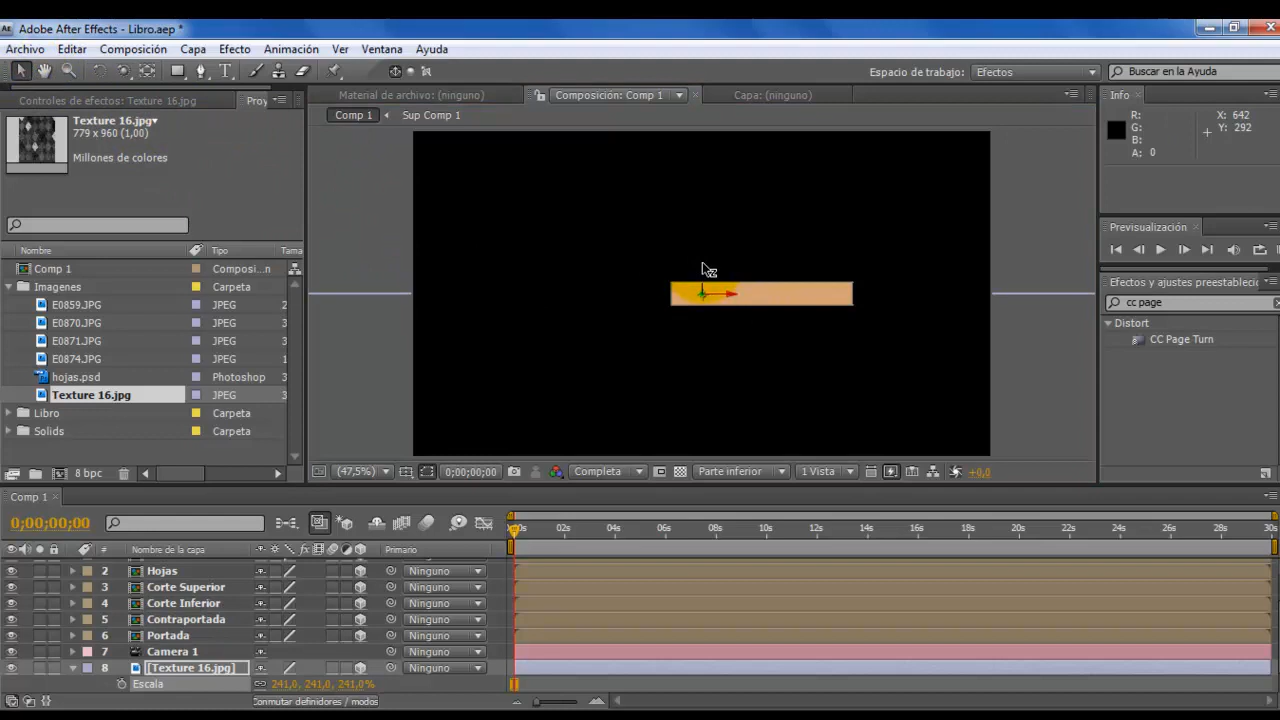 Adobe After Effects - Libro.aep *
Archivo Editar Composición Capa Efecto Animación Ver Ventana Ayuda
Espacio de trabajo: Efectos Buscar en la Ayuda
Controles de efectos: Texture 16.jpg Proy
Material de archivo: (ninguno) Composición: Comp 1 Capa: (ninguno) Info
Texture 16.jpg
779 x 960 (1,00)
Millones de colores
Comp 1 Sup Comp 1
R: X: 642
G: Y: 292
B:
A: 0
Previsualización
Nombre Tipo Tama
Comp 1 Composi...n
Imagenes Carpeta
E0859.JPG JPEG 2
E0870.JPG JPEG 3
E0871.JPG JPEG 3
E0874.JPG JPEG 1
hojas.psd Photoshop 3
Texture 16.jpg JPEG 3
Libro Carpeta
Solids Carpeta
8 bpc
Efectos y ajustes preestableci
cc page
Distort
CC Page Turn
(47,5%) 0;00;00;00 Completa Parte inferior 1 Vista +0,0
Comp 1
0;00;00;00
02s 04s 06s 08s 10s 12s 14s 16s 18s 20s 22s 24s 26s 28s 30s
# Nombre de la capa fx Primario
2 Hojas Ninguno
3 Corte Superior Ninguno
4 Corte Inferior Ninguno
5 Contraportada Ninguno
6 Portada Ninguno
7 Camera 1 Ninguno
8 [Texture 16.jpg] Ninguno
Escala 241,0, 241,0, 241,0%
Conmutar definidores / modos